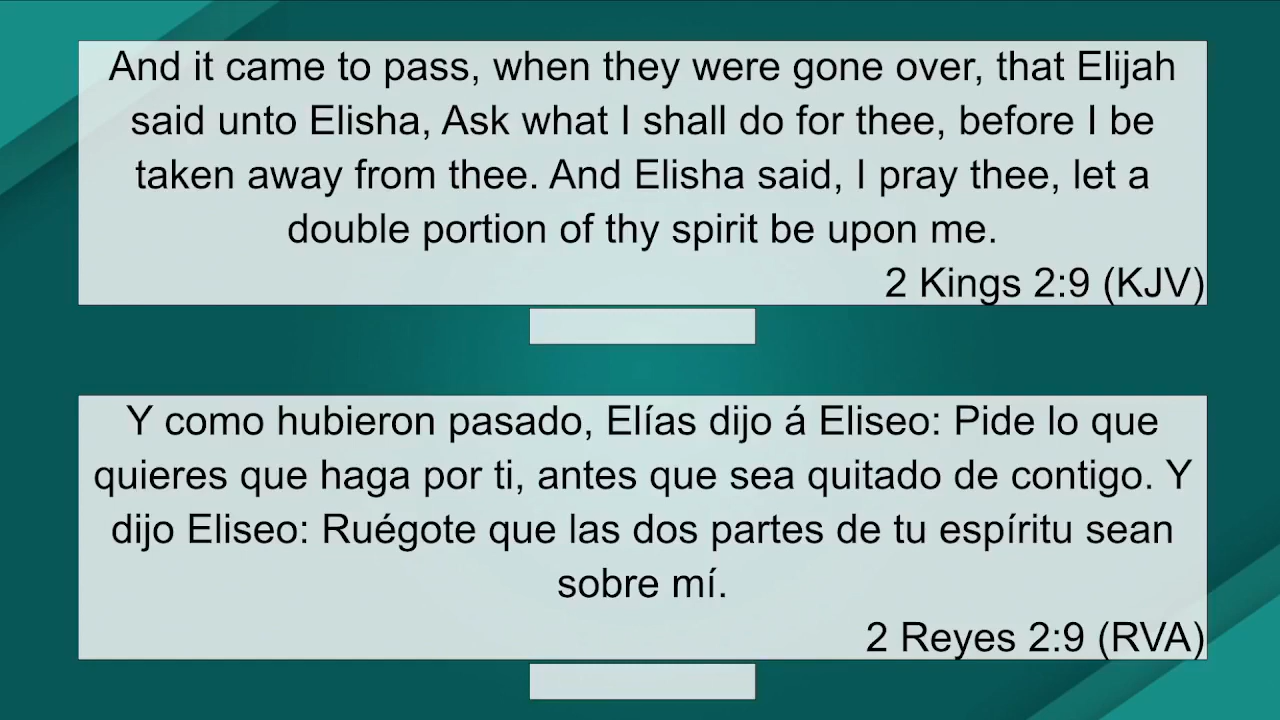 And it came to pass, when they were gone over, that Elijah
said unto Elisha, Ask what I shall do for thee, before I be
taken away from thee. And Elisha said, I pray thee, let a
double portion of thy spirit be upon me.
2 Kings 2:9 (KJV)
Y como hubieron pasado, Elías dijo á Eliseo: Pide lo que
quieres que haga por ti, antes que sea quitado de contigo. Y
dijo Eliseo: Ruégote que las dos partes de tu espíritu sean
sobre mí.
2 Reyes 2:9 (RVA)